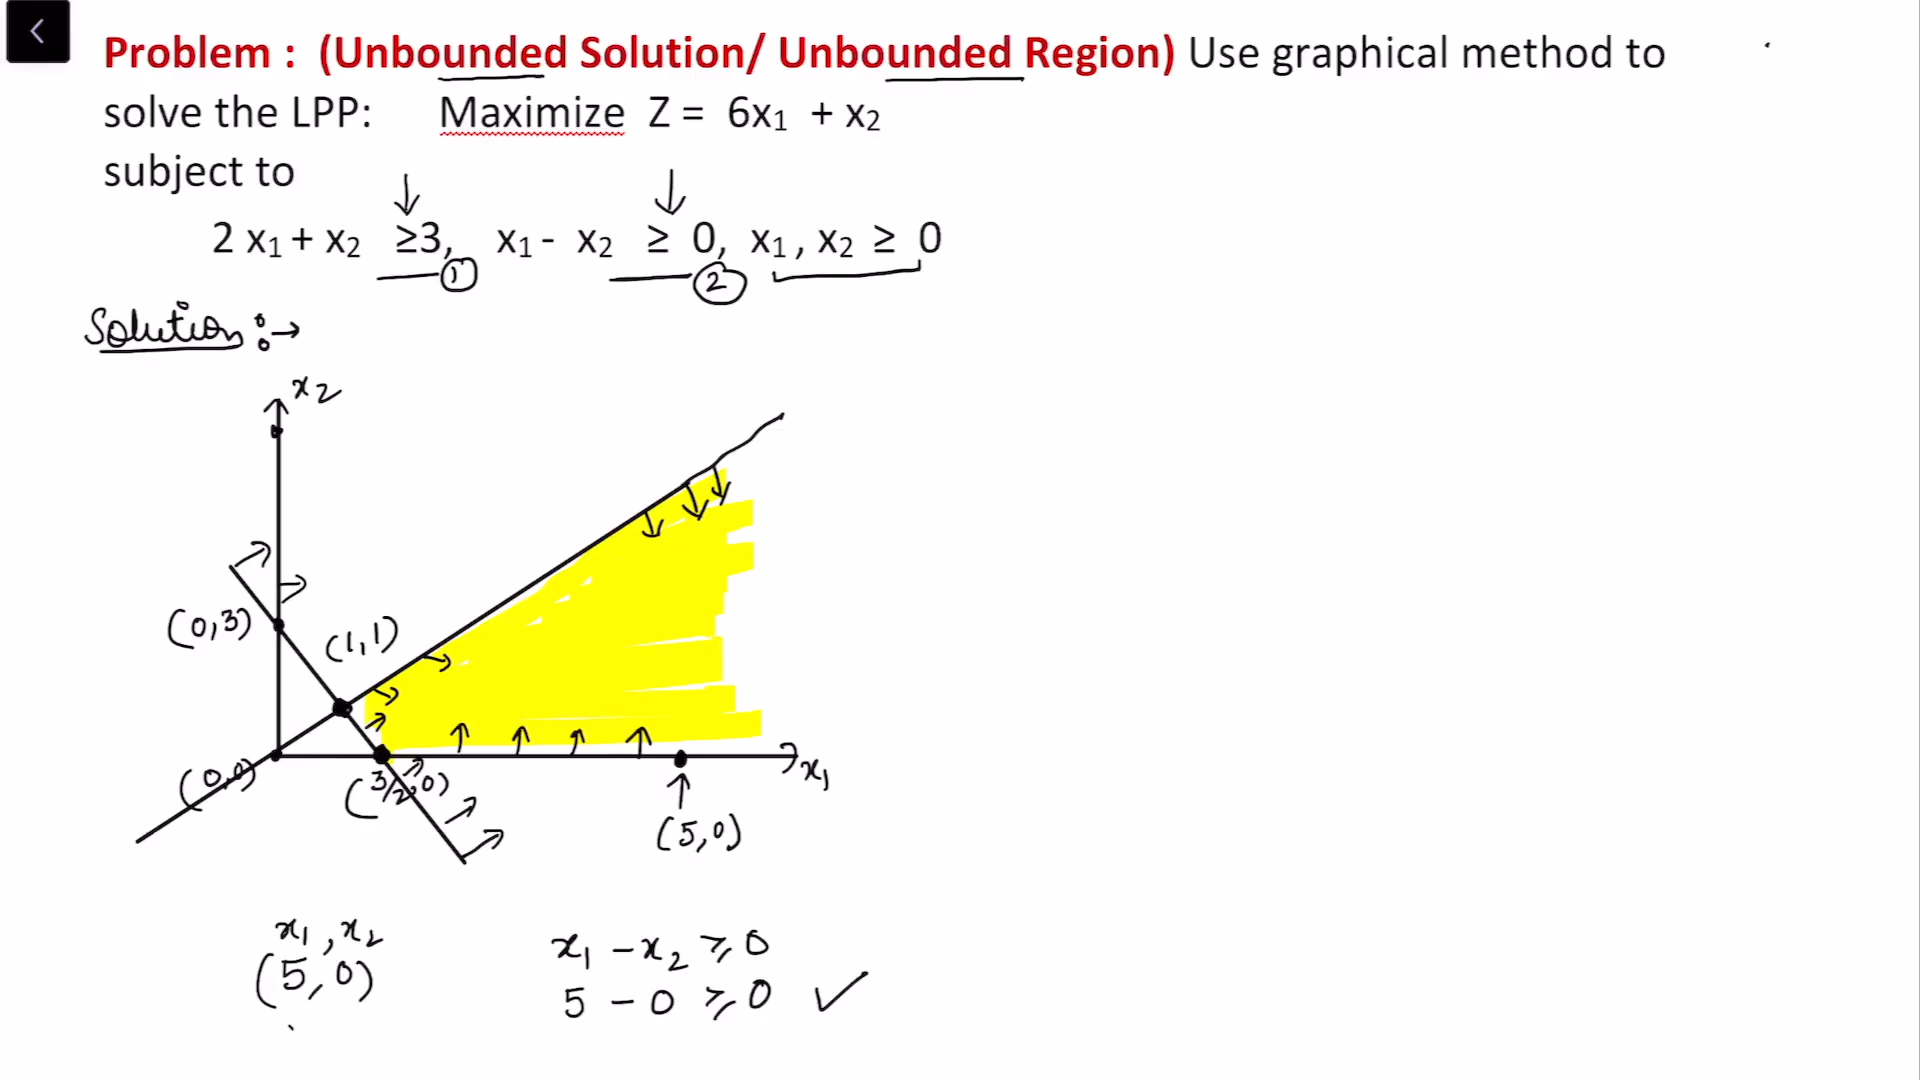 Problem : (Unbounded Solution/ Unbounded Region) Use graphical method to
solve the LPP: Maximize Z = 6x₁ + x₂
subject to
2 x₁ + x₂ ≥3, x₁ - x₂ ≥ 0, x₁ , x₂ ≥ 0
① ②
Solution :→
x₂
(0,3)
(1,1)
(0,0)
(3/2,0)
x₁
(5,0)
x₁ , x₂
(5,0)
x₁ - x₂ ≥ 0
5 - 0 ≥ 0 ✓